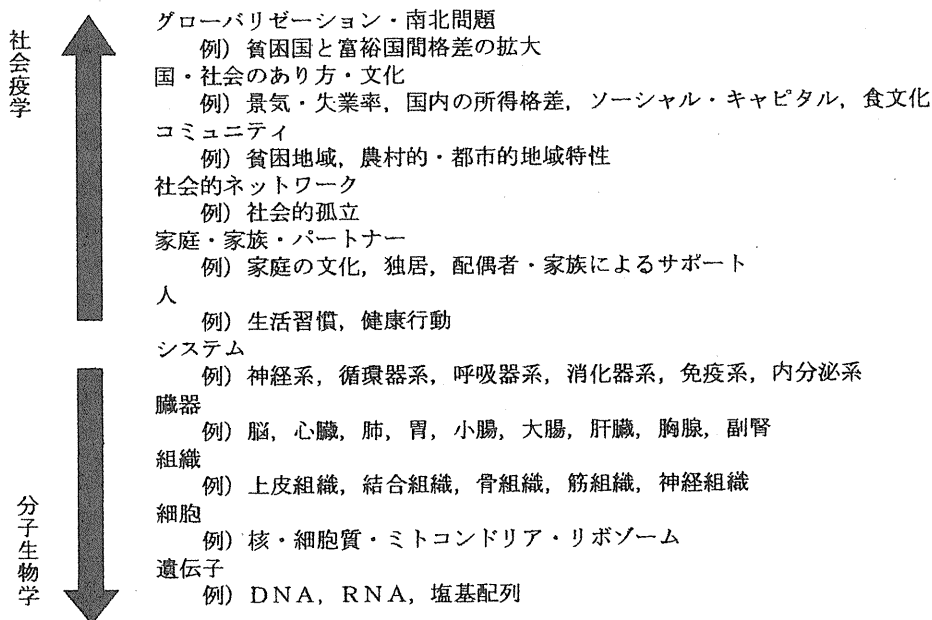 グローバリゼーション・南北問題
例) 貧困国と富裕国間格差の拡大
国・社会のあり方・文化
例) 景気・失業率, 国内の所得格差, ソーシャル・キャピタル, 食文化
コミュニティ
例) 貧困地域, 農村的・都市的地域特性
社会的ネットワーク
例) 社会的孤立
家庭・家族・パートナー
例) 家庭の文化, 独居, 配偶者・家族によるサポート
人
例) 生活習慣, 健康行動
システム
例) 神経系, 循環器系, 呼吸器系, 消化器系, 免疫系, 内分泌系
臓器
例) 脳, 心臓, 肺, 胃, 小腸, 大腸, 肝臓, 胸腺, 副腎
組織
例) 上皮組織, 結合組織, 骨組織, 筋組織, 神経組織
細胞
例) 核・細胞質・ミトコンドリア・リボゾーム
遺伝子
例) DNA, RNA, 塩基配列
社会疫学
分子生物学